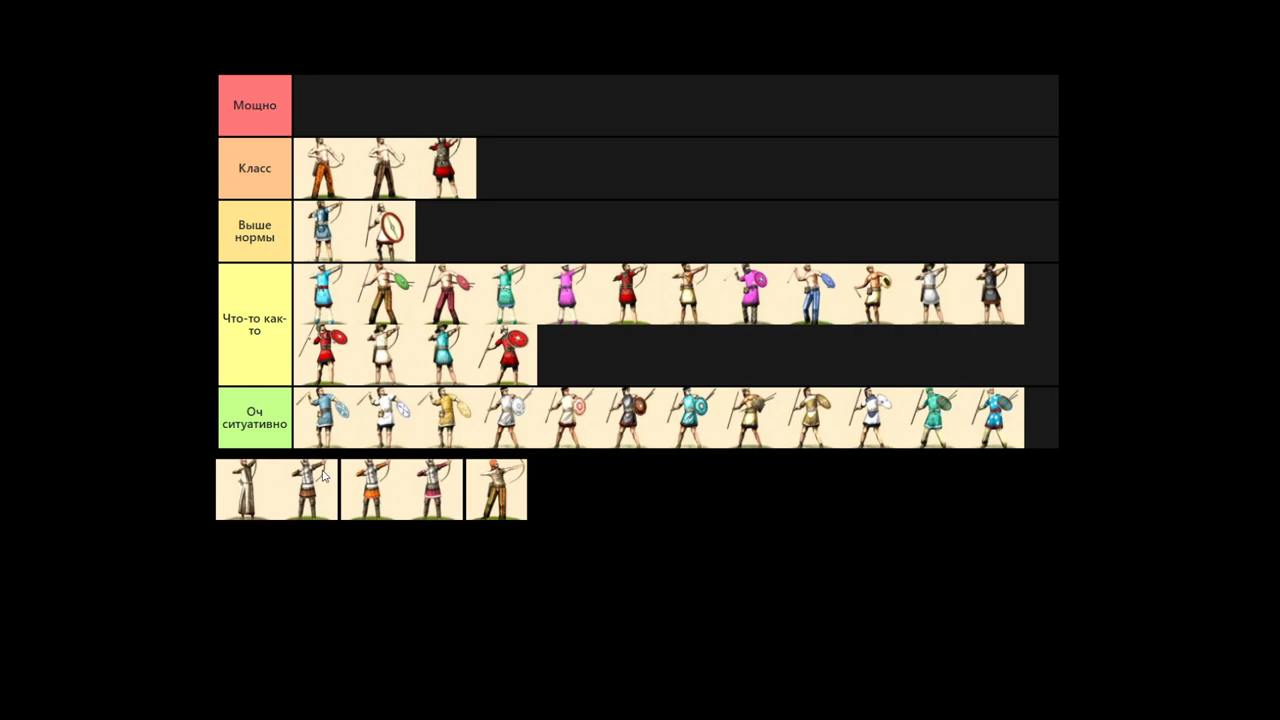 Мощно
Класс
Выше
нормы
Что-то как-
то
Оч
ситуативно